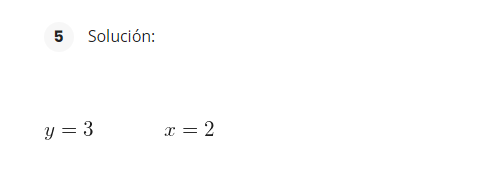 5 Solución:
y = 3 x = 2